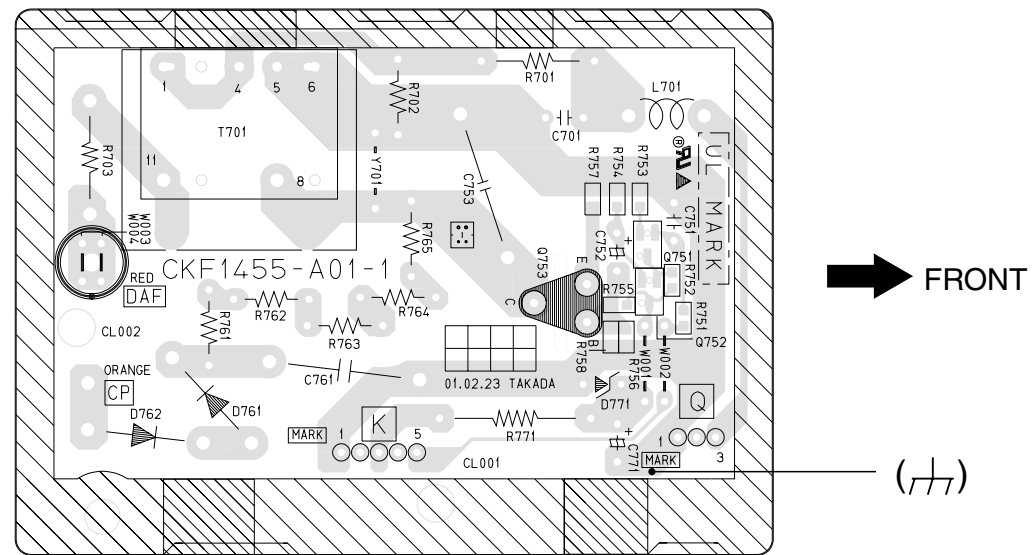 R701
L701
R702
C701
1 4 5 6
T701
11
8
R703
Y701
C753
R757
R754
R753
®
UL MARK
C751
W003
W004
R765
C752
Q751
R752
Q753
E
C
B
CKF1455-A01-1
RED
DAF
R762
R764
R755
R751
Q752
FRONT
CL002
R761
R763
R758
R756
W001
W002
ORANGE
CP
C761
01.02.23 TAKADA
D771
D762
D761
MARK
1 K 5
R771
Q
1 3
C771
CL001
MARK